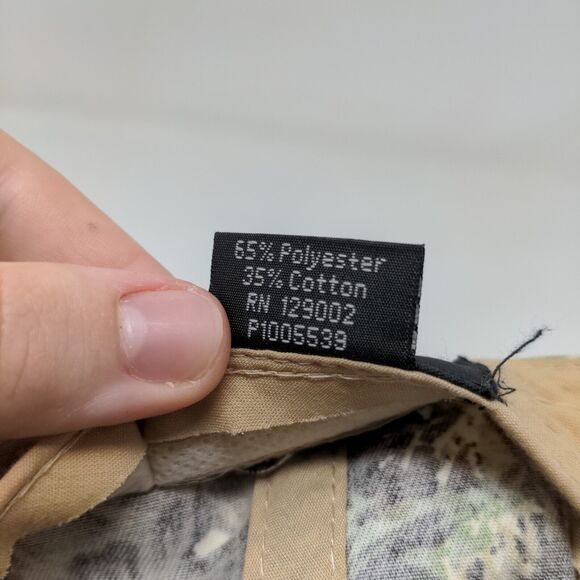 65% Polyester
35% Cotton
RN 129002
P1005539